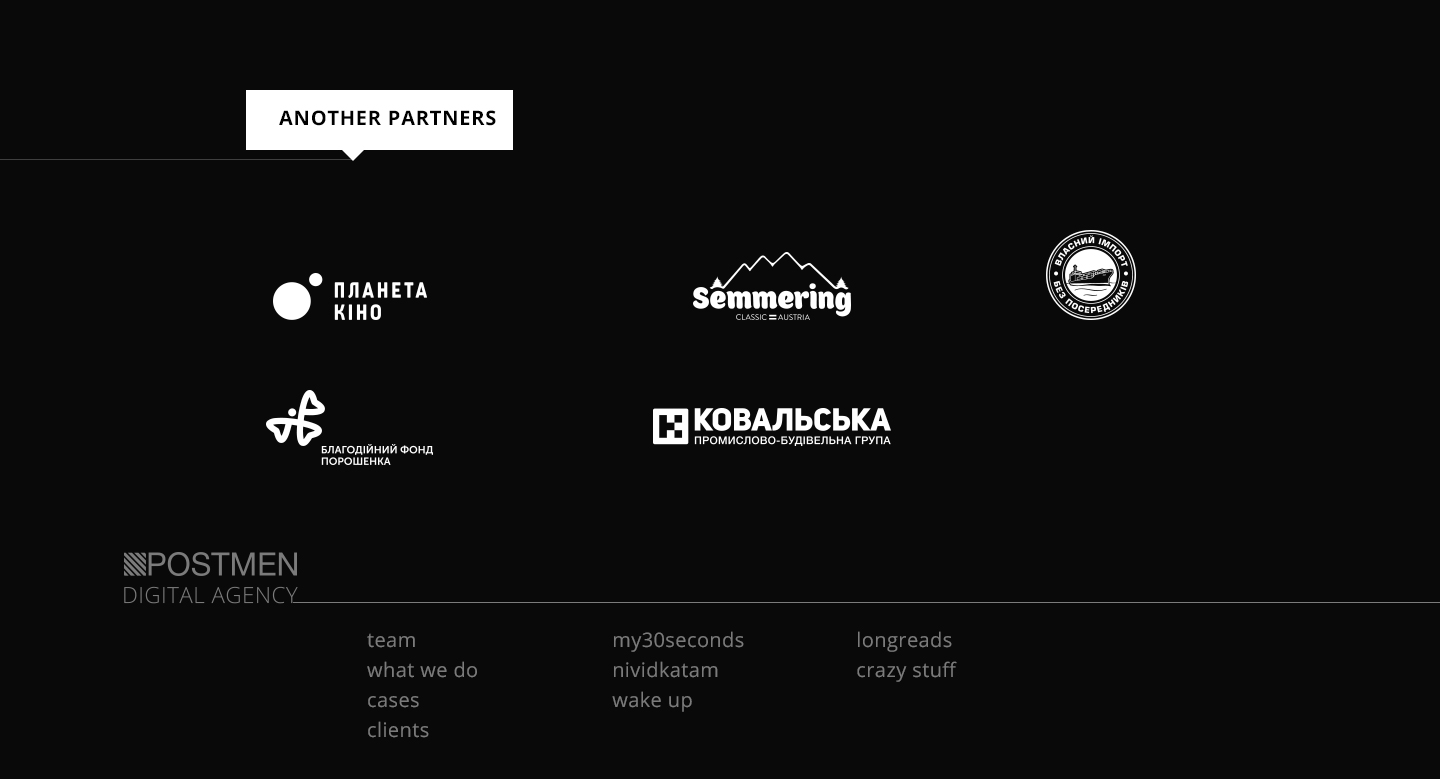 ANOTHER PARTNERS
ПЛАНЕТА
КІНО
Semmering
CLASSIC AUSTRIA
ВЛАСНИЙ ІМПОРТ
БЕЗ ПОСЕРЕДНИКІВ
БЛАГОДІЙНИЙ ФОНД
ПОРОШЕНКА
КОВАЛЬСЬКА
ПРОМИСЛОВО-БУДІВЕЛЬНА ГРУПА
POSTMEN
DIGITAL AGENCY
team
what we do
cases
clients
my30seconds
nividkatam
wake up
longreads
crazy stuff